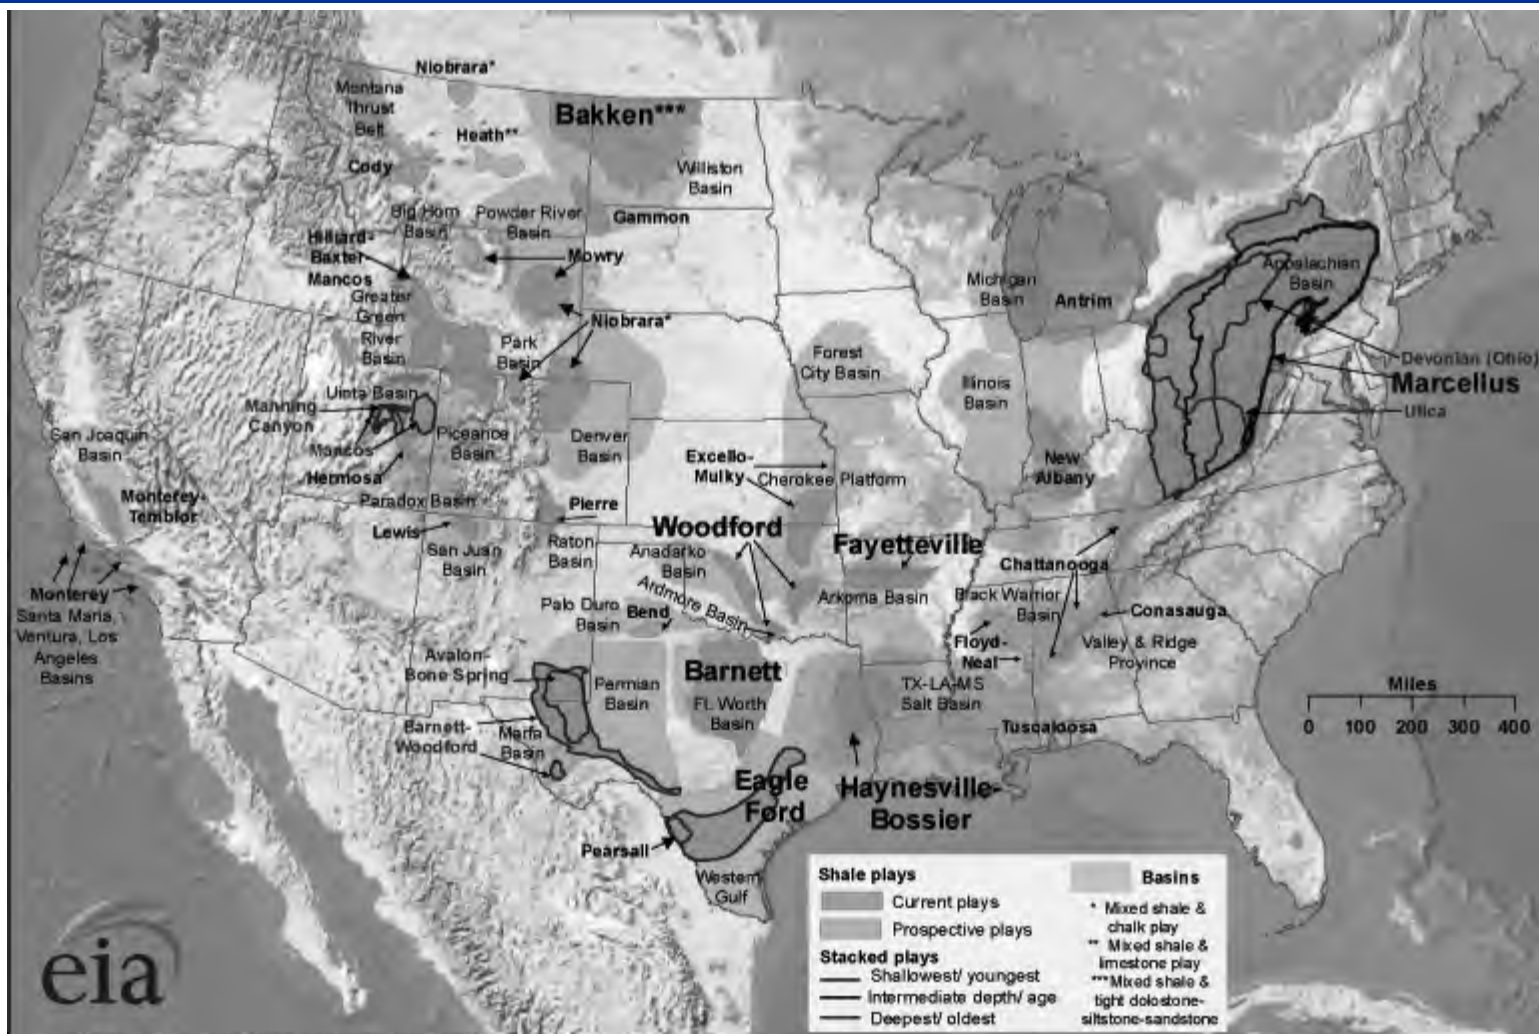 Niobrara*
Montana
Thrust
Belt
Bakken***
Heath**
Cody
Williston
Basin
Big Horn
Basin
Powder River
Basin
Gammon
Hilliard-
Baxter-
Mancos
Mowry
Michigan
Basin
Antrim
Appalachian
Basin
Greater
Green
River
Basin
Niobrara*
Park
Basin
Forest
City Basin
Illinois
Basin
Devonian (Ohio)
Marcellus
Utica
Uinta Basin
Manning
Canyon
Mancos
Hermosa
Piceance
Basin
Denver
Basin
San Joaquin
Basin
Monterey-
Temblor
Paradox Basin
Excello-
Mulky
Cherokee Platform
New
Albany
Pierre
Lewis
San Juan
Basin
Raton
Basin
Woodford
Anadarko
Basin
Fayetteville
Chattanooga
Monterey
Santa Maria,
Ventura, Los
Angeles
Basins
Palo Duro
Basin
Bend
Ardmore Basin
Arkoma Basin
Black Warrior
Basin
Conasauga
Floyd-
Neal
Valley & Ridge
Province
Avalon-
Bone Spring
Permian
Basin
Barnett
Ft. Worth
Basin
TX-LA-MS
Salt Basin
Tuscaloosa
Miles
0 100 200 300 400
Barnett-
Woodford
Marfa
Basin
Eagle
Ford
Haynesville-
Bossier
Pearsall
Western
Gulf
Shale plays
Current plays
Prospective plays
Stacked plays
Shallowest/ youngest
Intermediate depth/ age
Deepest/ oldest
Basins
* Mixed shale &
chalk play
** Mixed shale &
limestone play
***Mixed shale &
tight dolostone-
siltstone-sandstone
eia